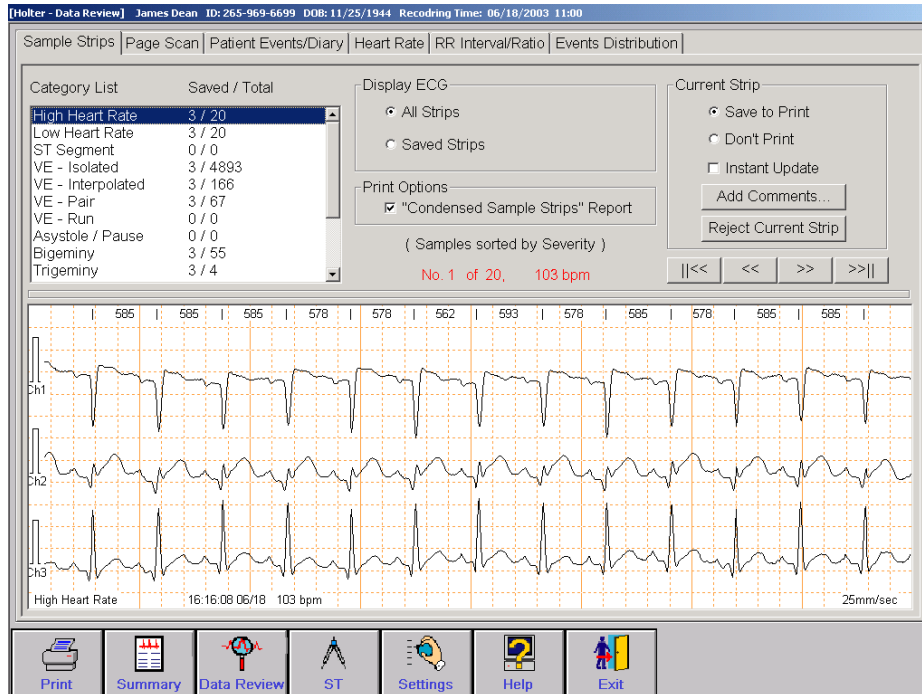 [Holter - Data Review] James Dean ID: 265-969-6699 DOB: 11/25/1944 Recodring Time: 06/18/2003 11:00
Sample Strips Page Scan Patient Events/Diary Heart Rate RR Interval/Ratio Events Distribution
Category List Saved / Total
High Heart Rate 3 / 20
Low Heart Rate 3 / 20
ST Segment 0 / 0
VE - Isolated 3 / 4893
VE - Interpolated 3 / 166
VE - Pair 3 / 67
VE - Run 0 / 0
Asystole / Pause 0 / 0
Bigeminy 3 / 55
Trigeminy 3 / 4
Display ECG
All Strips
Saved Strips
Print Options
"Condensed Sample Strips" Report
( Samples sorted by Severity )
No. 1 of 20, 103 bpm
Current Strip
Save to Print
Don't Print
Instant Update
Add Comments...
Reject Current Strip
||<< << >> >>||
585 585 585 578 578 562 593 578 585 578 585 585
Ch1
Ch2
Ch3
High Heart Rate 16:16:08 06/18 103 bpm 25mm/sec
Print Summary Data Review ST Settings Help Exit